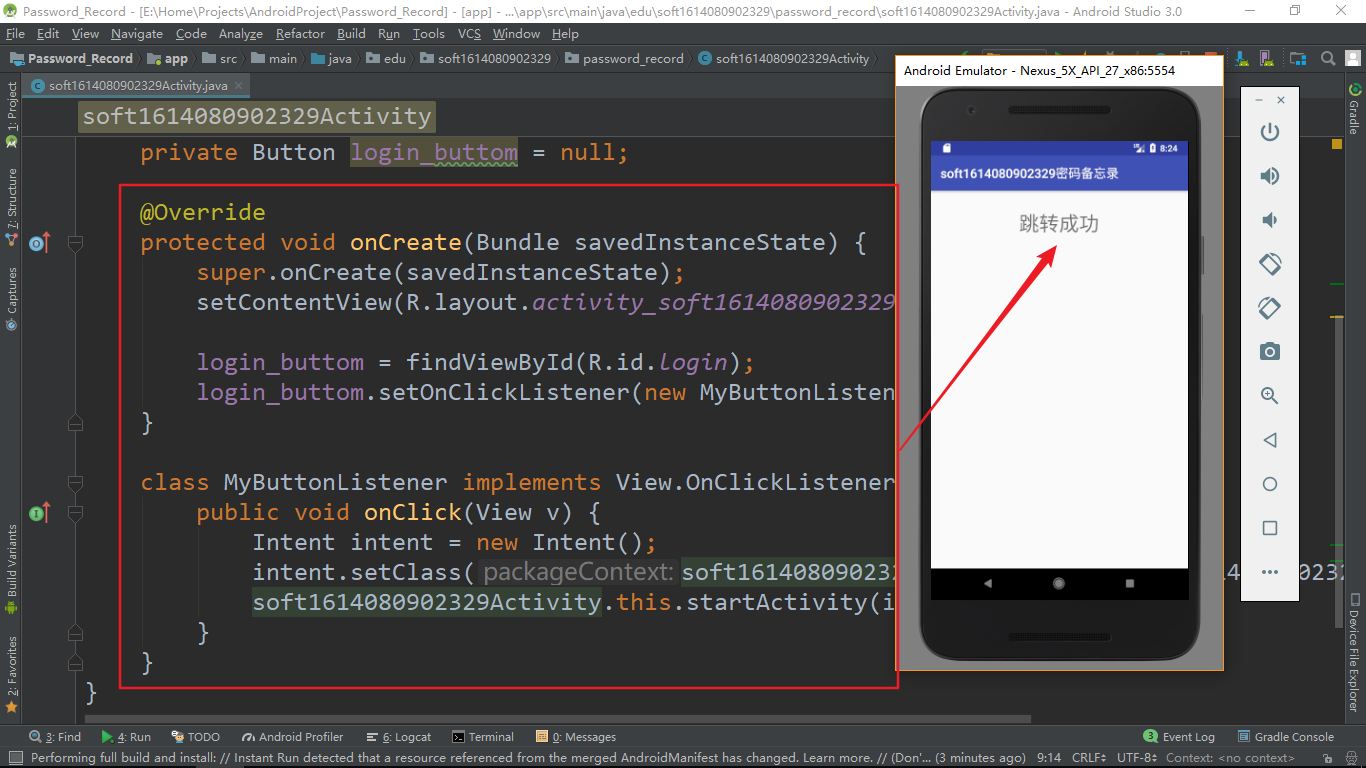 Password_Record - [E:\Home\Projects\AndroidProject\Password_Record] - [app] - ...\app\src\main\java\edu\soft1614080902329\password_record\soft1614080902329Activity.java - Android Studio 3.0
File Edit View Navigate Code Analyze Refactor Build Run Tools VCS Window Help
Password_Record app src main java edu soft1614080902329 password_record soft1614080902329Activity
soft1614080902329Activity.java
soft1614080902329Activity
private Button login_buttom = null;
@Override
protected void onCreate(Bundle savedInstanceState) {
super.onCreate(savedInstanceState);
setContentView(R.layout.activity_soft1614080902329
login_buttom = findViewById(R.id.login);
login_buttom.setOnClickListener(new MyButtonListen
}
class MyButtonListener implements View.OnClickListener
public void onClick(View v) {
Intent intent = new Intent();
intent.setClass( packageContext: soft161408090232
soft1614080902329Activity.this.startActivity(i
}
}
}
Android Emulator - Nexus_5X_API_27_x86:5554
8:24
soft1614080902329密码备忘录
跳转成功
1: Project
7: Structure
Captures
Build Variants
2: Favorites
Gradle
Device File Explorer
3: Find 4: Run TODO Android Profiler 6: Logcat Terminal 0: Messages 3 Event Log Gradle Console
Performing full build and install: // Instant Run detected that a resource referenced from the merged AndroidManifest has changed. Learn more. // (Don'... (3 minutes ago) 9:14 CRLF UTF-8 Context: <no context>